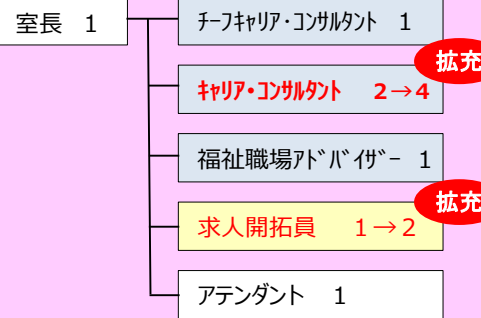 室長 1
チーフキャリア・コンサルタント 1
拡充
キャリア・コンサルタント 2→4
福祉職場アドバイザー 1
拡充
求人開拓員 1→2
アテンダント 1